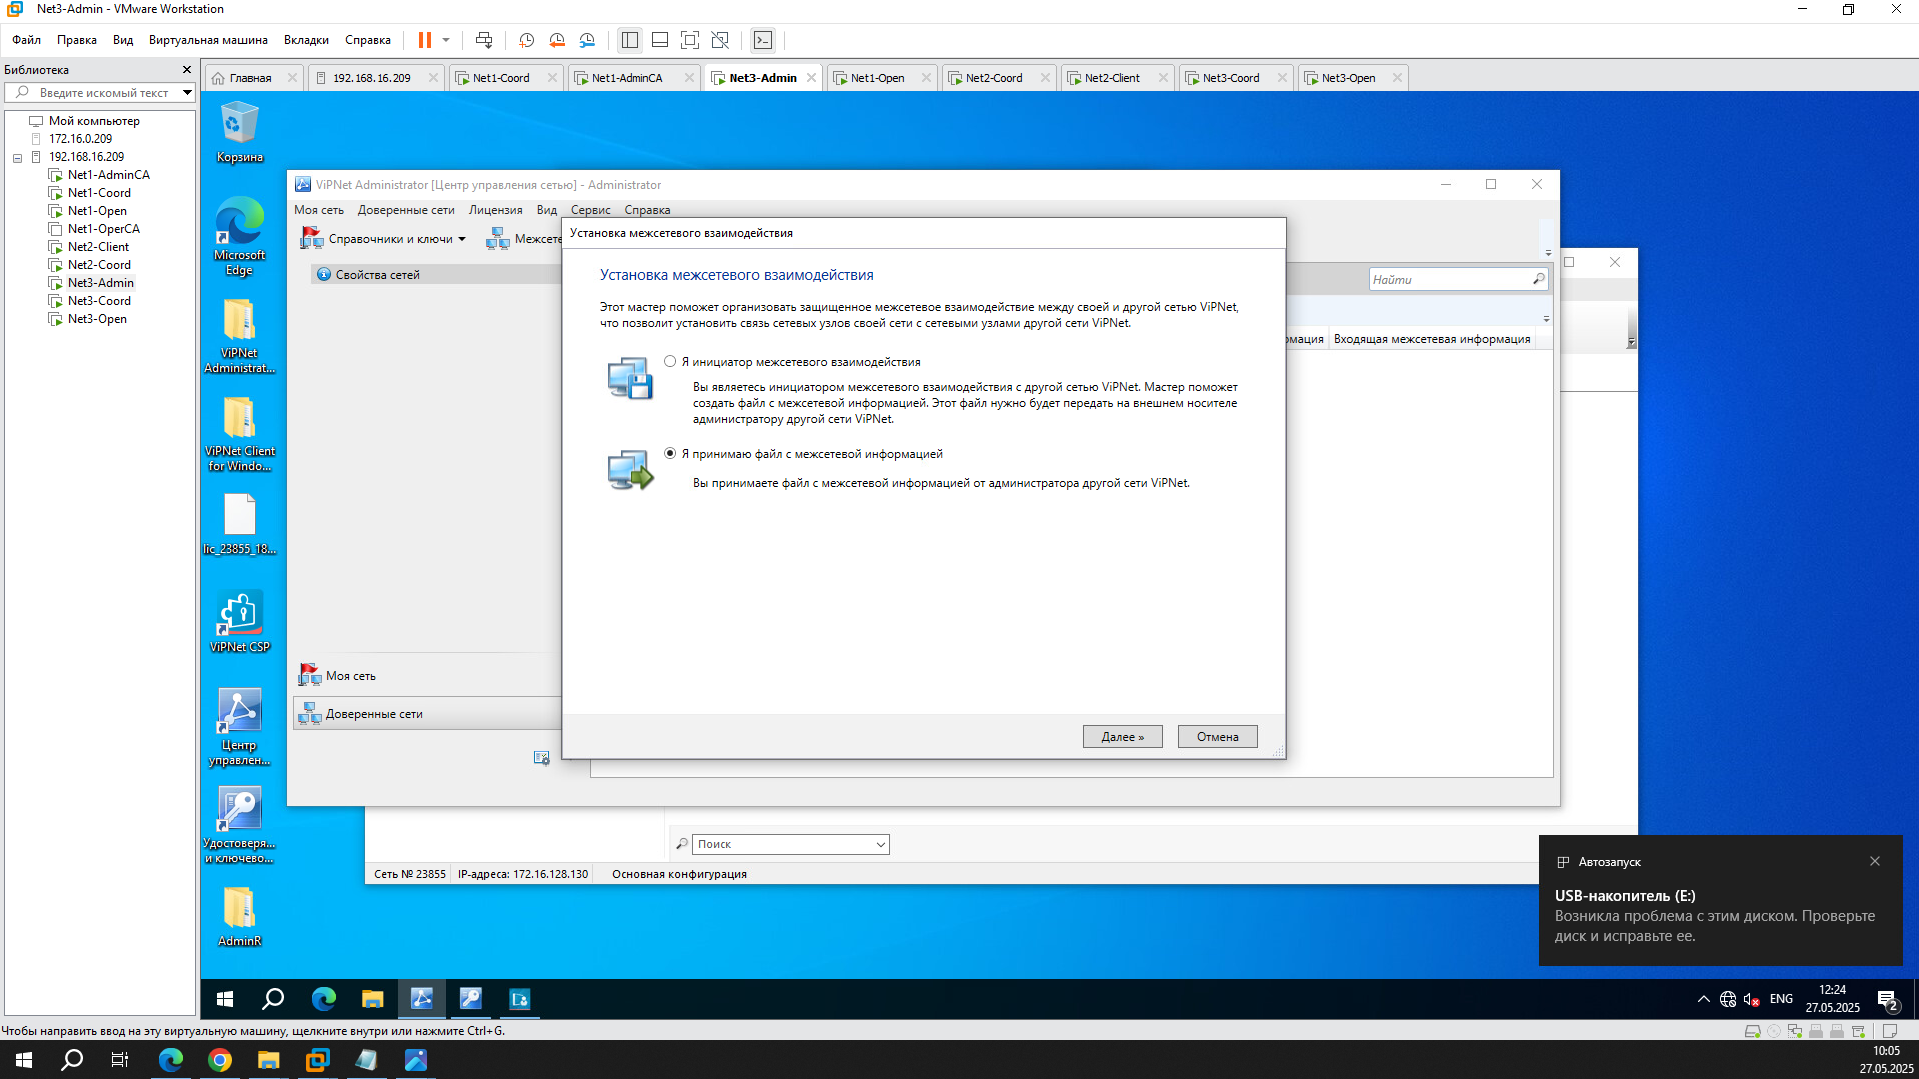 Net3-Admin - VMware Workstation
Файл Правка Вид Виртуальная машина Вкладки Справка
Библиотека
Введите искомый текст
Мой компьютер
172.16.0.209
192.168.16.209
Net1-AdminCA
Net1-Coord
Net1-Open
Net1-OperCA
Net2-Client
Net2-Coord
Net3-Admin
Net3-Coord
Net3-Open
Главная 192.168.16.209 Net1-Coord Net1-AdminCA Net3-Admin Net1-Open Net2-Coord Net2-Client Net3-Coord Net3-Open
Корзина
Microsoft
Edge
ViPNet
Administrat...
ViPNet Client
for Windo...
lic_23855_18...
ViPNet CSP
Центр
управлен...
Удостоверя...
и ключево...
AdminR
ViPNet Administrator [Центр управления сетью] - Administrator
Моя сеть Доверенные сети Лицензия Вид Сервис Справка
Справочники и ключи Межсете
Свойства сетей
Найти
мация Входящая межсетевая информация
Моя сеть
Доверенные сети
Установка межсетевого взаимодействия
Установка межсетевого взаимодействия
Этот мастер поможет организовать защищенное межсетевое взаимодействие между своей и другой сетью ViPNet,
что позволит установить связь сетевых узлов своей сети с сетевыми узлами другой сети ViPNet.
Я инициатор межсетевого взаимодействия
Вы являетесь инициатором межсетевого взаимодействия с другой сетью ViPNet. Мастер поможет
создать файл с межсетевой информацией. Этот файл нужно будет передать на внешнем носителе
администратору другой сети ViPNet.
Я принимаю файл с межсетевой информацией
Вы принимаете файл с межсетевой информацией от администратора другой сети ViPNet.
Далее » Отмена
Поиск
Сеть № 23855 IP-адреса: 172.16.128.130 Основная конфигурация
Автозапуск
USB-накопитель (E:)
Возникла проблема с этим диском. Проверьте
диск и исправьте ее.
ENG
12:24
27.05.2025
2
Чтобы направить ввод на эту виртуальную машину, щелкните внутри или нажмите Ctrl+G.
10:05
27.05.2025